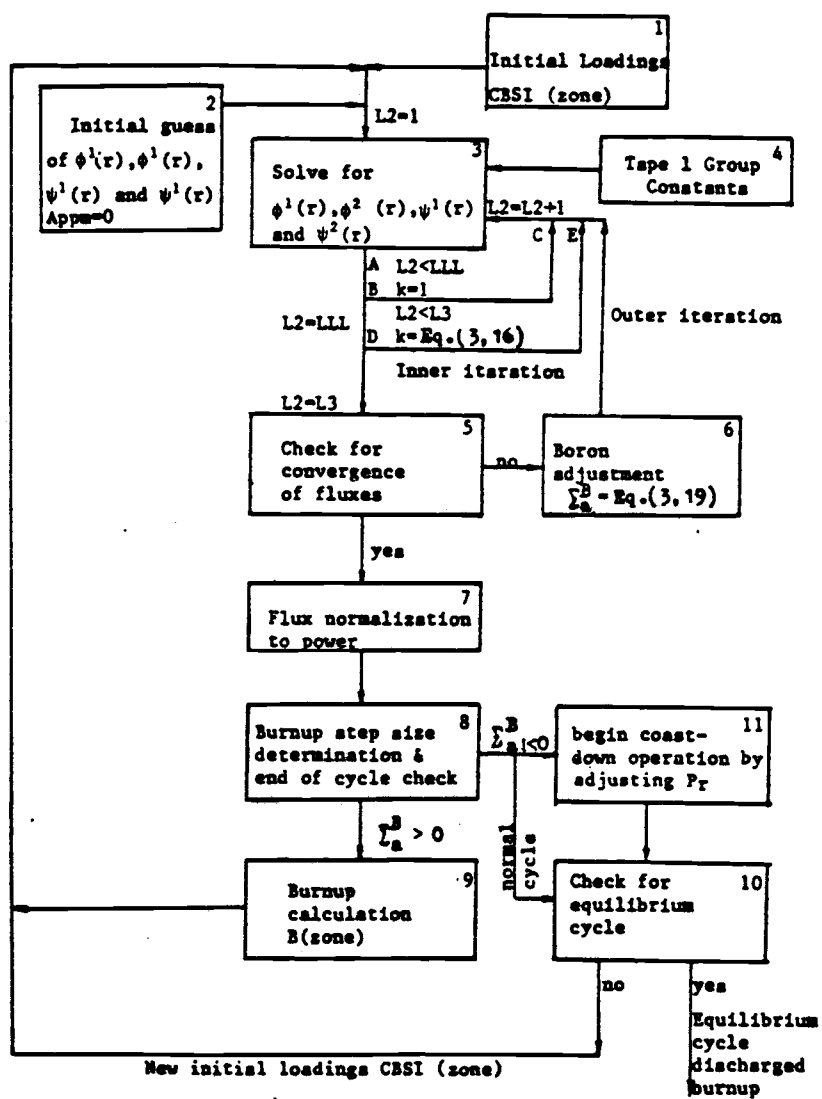 1
Initial Loadings
CBSI (zone)
2
Initial guess
of ϕ¹(r),ϕ¹(r),
ψ¹(r) and ψ¹(r)
Appm=0
L2=1
3
Solve for
ϕ¹(r),ϕ² (r),ψ¹(r)
and ψ²(r)
4
Tape 1 Group
Constants
L2=L2+1
C E
A L2<LLL
B k=1
L2<L3
L2=LLL
D k=Eq.(3,16)
Inner itaration
Outer iteration
L2=L3
5
Check for
convergence
of fluxes
no
6
Boron
adjustment
Σₐᴮ=Eq.(3,19)
yes
7
Flux normalization
to power
8
Burnup step size
determination &
end of cycle check
Σₐᴮ<0
11
begin coast-
down operation by
adjusting Pr
Σₐᴮ > 0
normal
cycle
9
Burnup
calculation
B(zone)
10
Check for
equilibrium
cycle
no
yes
Equilibrium
cycle
discharged
burnup
New initial loadings CBSI (zone)